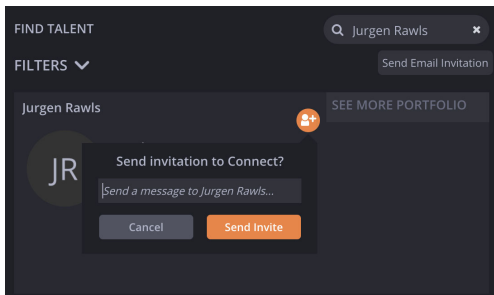 FIND TALENT
Jurgen Rawls
FILTERS
Send Email Invitation
Jurgen Rawls
SEE MORE PORTFOLIO
JR
Send invitation to Connect?
Send a message to Jurgen Rawls...
Cancel
Send Invite